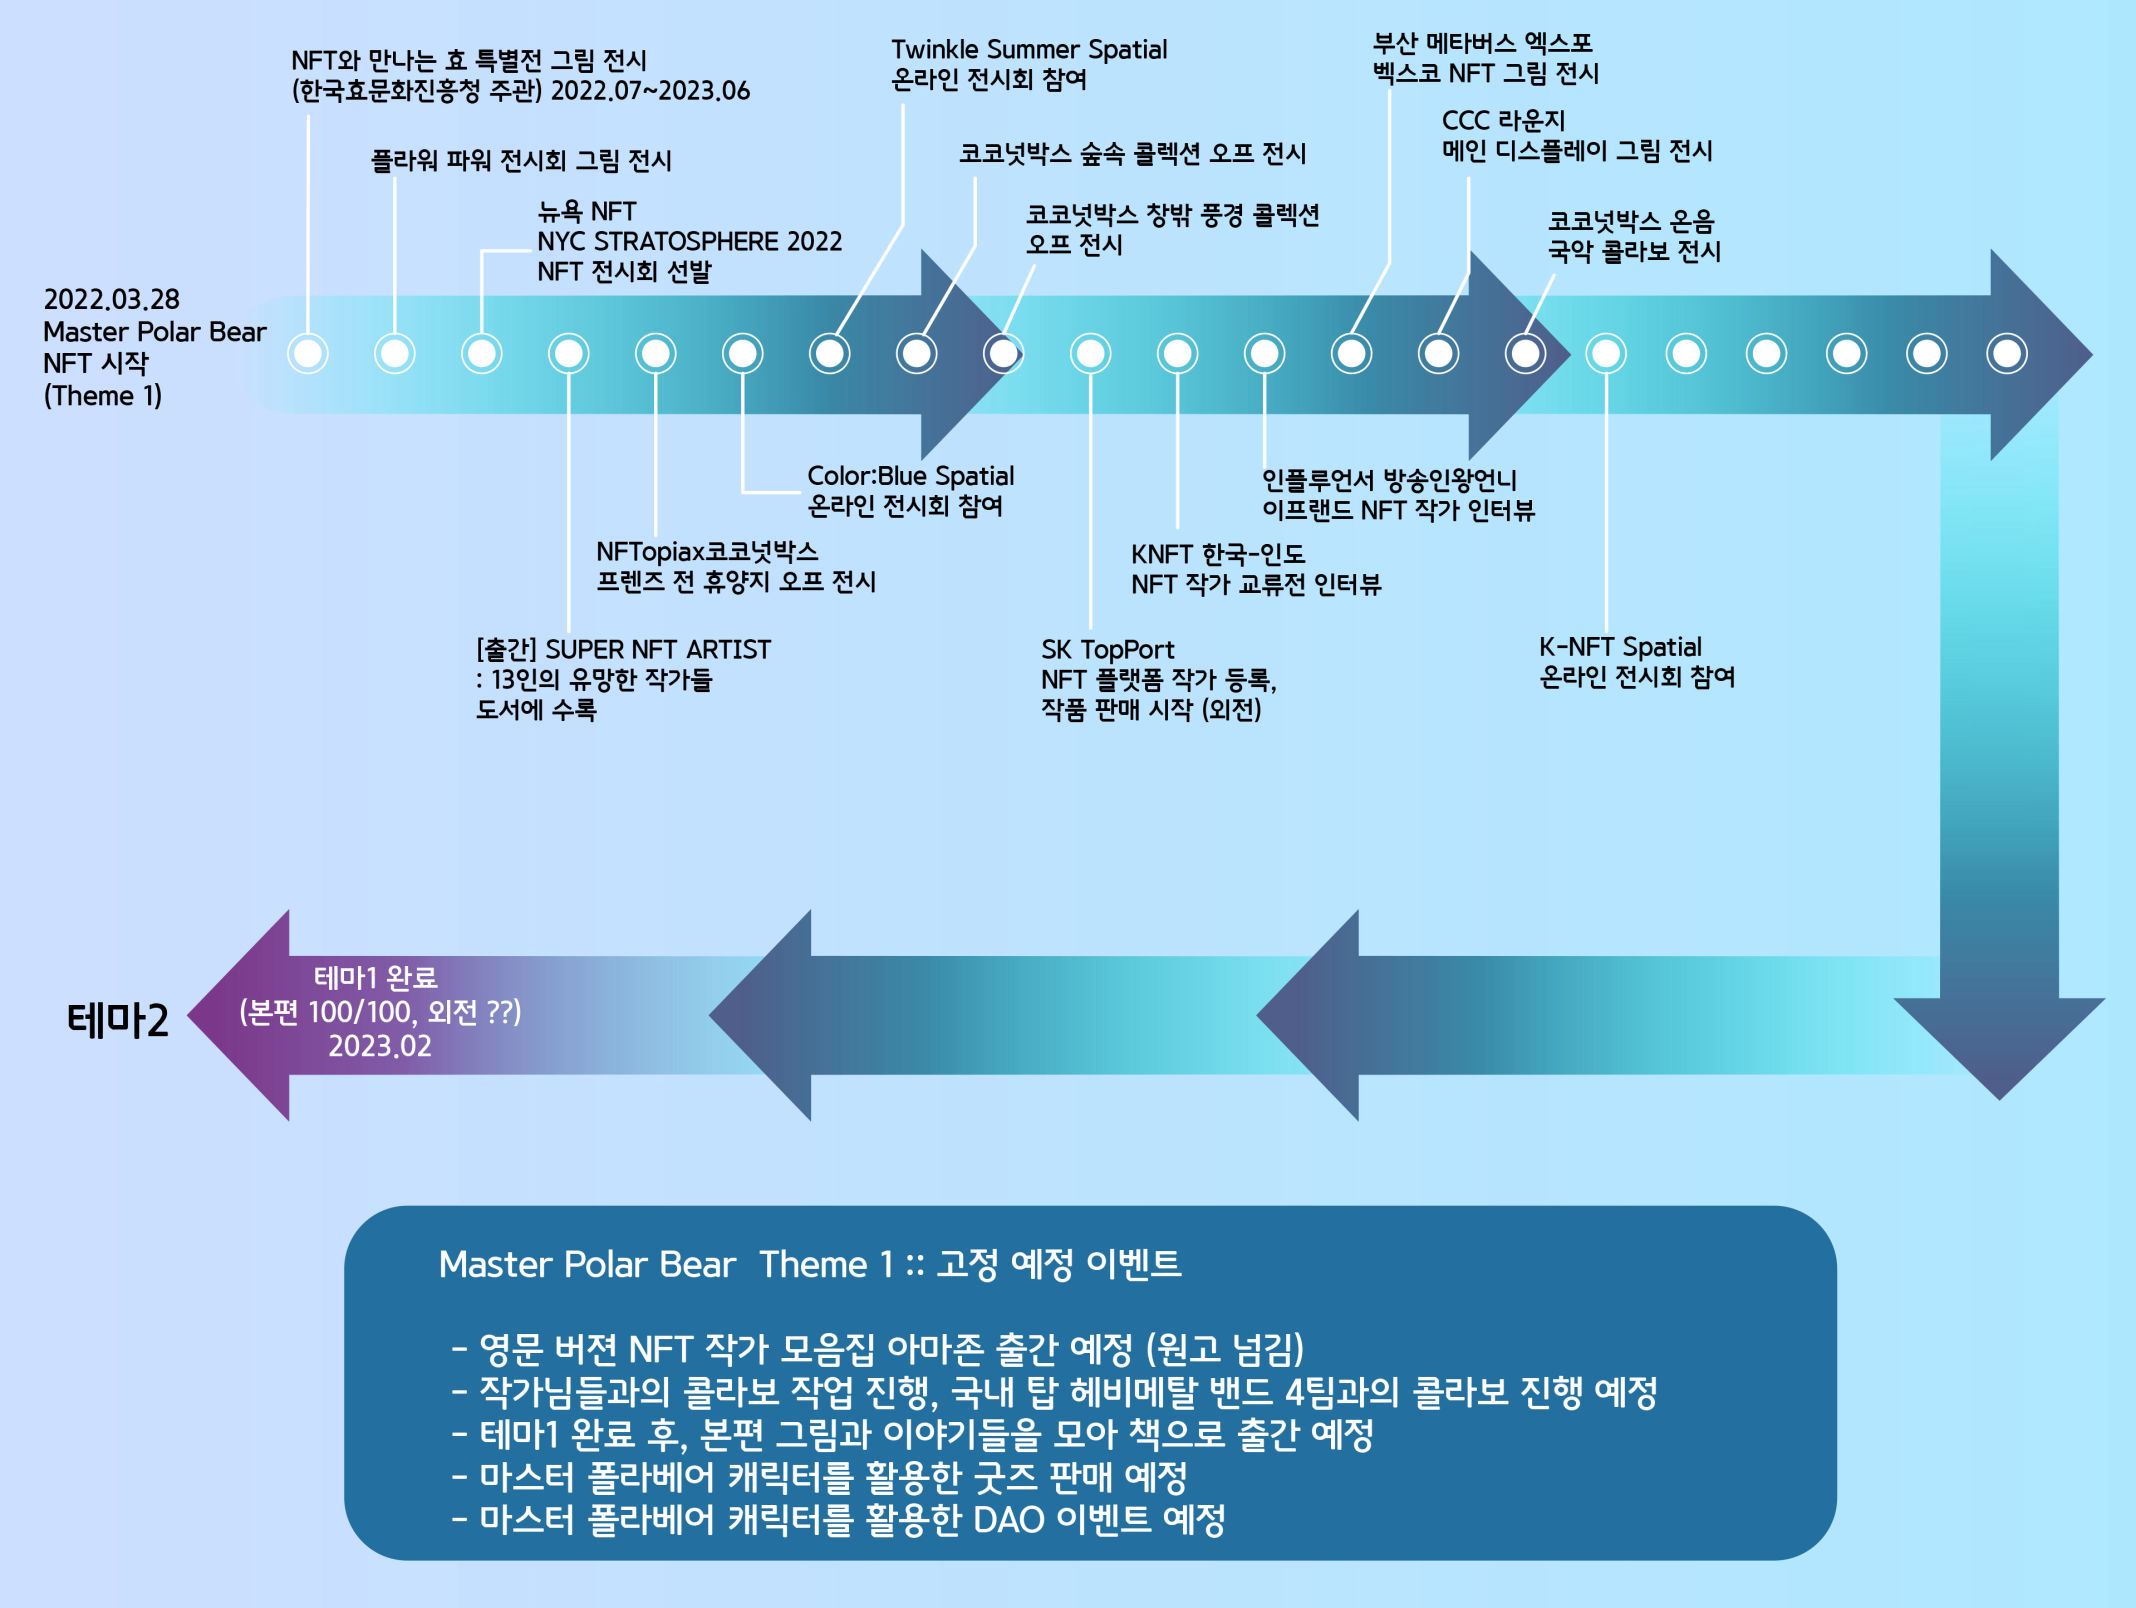 NFT와 만나는 효 특별전 그림 전시
(한국효문화진흥청 주관) 2022.07~2023.06
플라워 파워 전시회 그림 전시
뉴욕 NFT
NYC STRATOSPHERE 2022
NFT 전시회 선발
Twinkle Summer Spatial
온라인 전시회 참여
코코넛박스 숲속 콜렉션 오프 전시
코코넛박스 창밖 풍경 콜렉션
오프 전시
부산 메타버스 엑스포
벡스코 NFT 그림 전시
CCC 라운지
메인 디스플레이 그림 전시
코코넛박스 온음
국악 콜라보 전시
2022.03.28
Master Polar Bear
NFT 시작
(Theme 1)
Color:Blue Spatial
온라인 전시회 참여
NFTopiax코코넛박스
프렌즈 전 휴양지 오프 전시
[출간] SUPER NFT ARTIST
: 13인의 유망한 작가들
도서에 수록
인플루언서 방송인왕언니
이프랜드 NFT 작가 인터뷰
KNFT 한국-인도
NFT 작가 교류전 인터뷰
SK TopPort
NFT 플랫폼 작가 등록,
작품 판매 시작 (외전)
K-NFT Spatial
온라인 전시회 참여
테마2
테마1 완료
(본편 100/100, 외전 ??)
2023.02
Master Polar Bear  Theme 1 :: 고정 예정 이벤트
- 영문 버젼 NFT 작가 모음집 아마존 출간 예정 (원고 넘김)
- 작가님들과의 콜라보 작업 진행, 국내 탑 헤비메탈 밴드 4팀과의 콜라보 진행 예정
- 테마1 완료 후, 본편 그림과 이야기들을 모아 책으로 출간 예정
- 마스터 폴라베어 캐릭터를 활용한 굿즈 판매 예정
- 마스터 폴라베어 캐릭터를 활용한 DAO 이벤트 예정